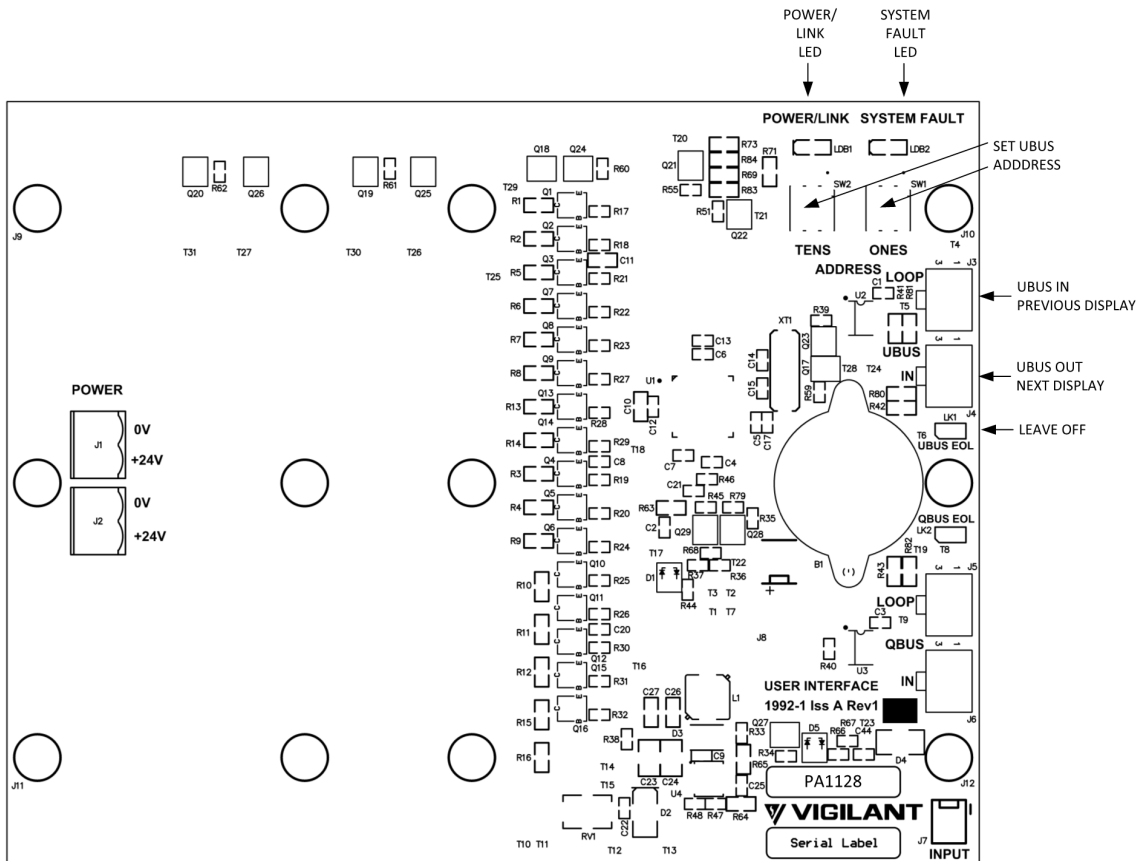 POWER/
LINK
LED
SYSTEM
FAULT
LED
POWER/LINK SYSTEM FAULT
LDB1
LDB2
SET UBUS
ADDDRESS
SW2
SW1
TENS
ONES
ADDRESS
J9
J10
T4
Q20
R62
Q26
Q19
R61
Q25
Q18
Q24
R60
T20
Q21
R73
R84
R69
R83
R71
R55
R51
T21
Q22
T29
T31
T27
T30
T26
T25
R1
Q1
C
E
B
R17
R2
Q2
C
E
B
R18
C11
R5
Q3
C
E
B
R21
R6
Q7
C
E
B
R22
R7
Q8
C
E
B
R23
R8
Q9
C
E
B
R27
R13
Q13
C
E
B
R28
R14
Q14
C
E
B
R29
T18
C8
R3
Q4
C
E
B
R19
R4
Q5
C
E
B
R20
R9
Q6
C
E
B
R24
R10
Q10
C
E
B
R25
Q11
C
E
B
R26
R11
C20
C
E
B
R30
Q12
Q15
R12
C
E
B
R31
T16
R15
C
E
B
R32
Q16
R16
LOOP
3 1
J3
C1
R41
R81
U2
T5
UBUS
UBUS IN
PREVIOUS DISPLAY
IN
3 1
J4
UBUS OUT
NEXT DISPLAY
R39
XT1
Q23
Q17
T28
T24
R59
R80
R42
C13
C6
C14
C15
U1
C10
C12
C5
C17
T6
LK1
T6
UBUS EOL
LEAVE OFF
POWER
J1
0V
+24V
J2
0V
+24V
C7
C4
R46
C21
R63
R45
R79
C2
Q29
Q28
R35
R68
T17
D1
R37
T22
R36
R44
T3
T2
T1
T7
B1
(-)
+
QBUS EOL
LK2
T8
R82
R43
T19
J5
3 1
LOOP
T9
C3
J8
QBUS
R40
U3
IN
3 1
J6
USER INTERFACE
1992-1 Iss A Rev1
C27
C26
L1
R38
D3
T14
C9
C23
C24
T15
U4
R33
Q27
D5
R67
T23
R66
C44
R34
R65
D4
C25
J11
J12
PA1128
RV1
C22
D2
R48
R47
R64
VIGILANT
Serial Label
J7
INPUT
T10
T11
T12
T13